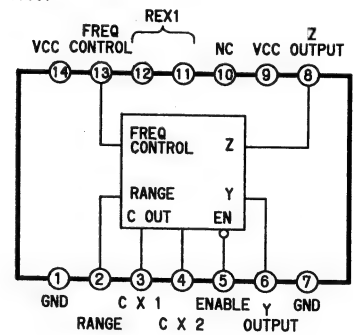 REX1
FREQ
CONTROL
Z
OUTPUT
VCC
NC
VCC
14
13
12
11
10
9
8
FREQ
CONTROL
Z
RANGE
Y
C OUT
EN
1
2
3
4
5
6
7
GND
RANGE
C X 1
C X 2
ENABLE
Y
OUTPUT
GND